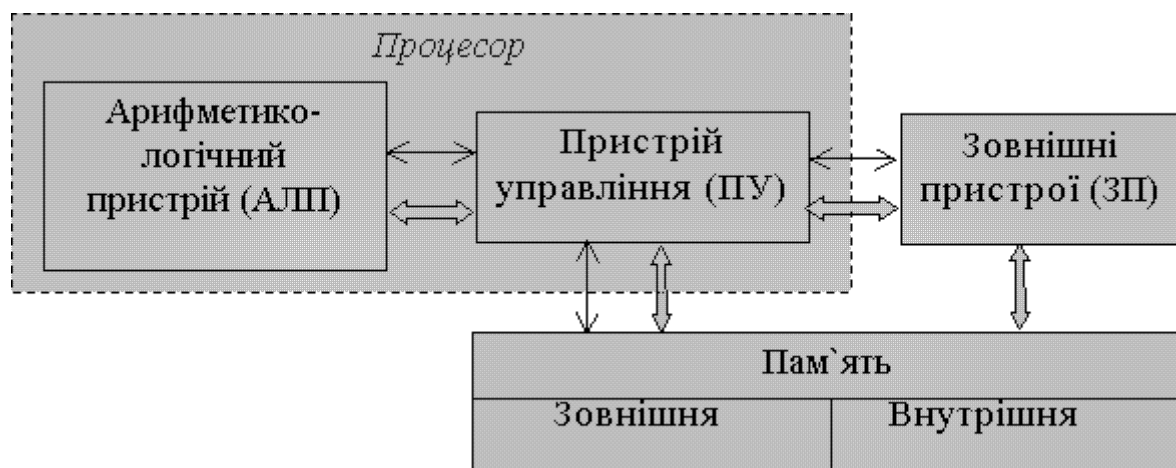 Процесор
Арифметико-
логічний
пристрій (АЛП)
Пристрій
управління (ПУ)
Зовнішні
пристрої (ЗП)
Пам`ять
Зовнішня
Внутрішня